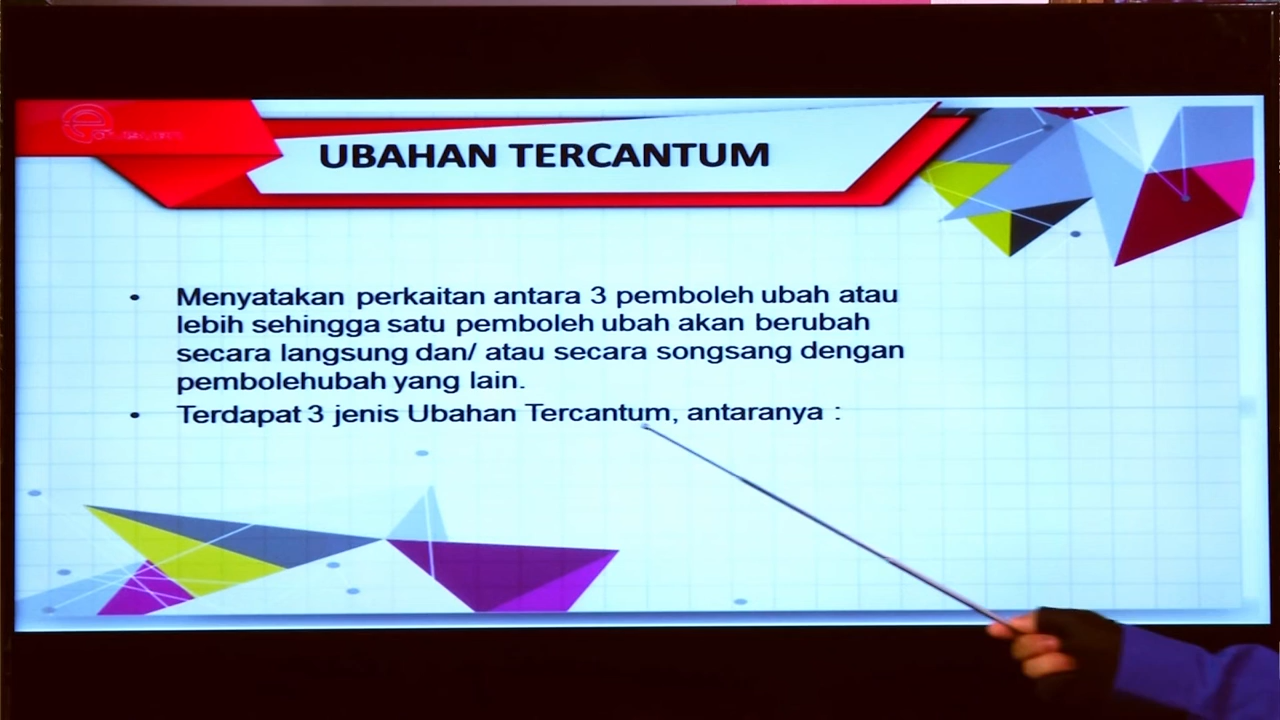 UBAHAN TERCANTUM
• Menyatakan perkaitan antara 3 pemboleh ubah atau
lebih sehingga satu pemboleh ubah akan berubah
secara langsung dan/ atau secara songsang dengan
pembolehubah yang lain.
• Terdapat 3 jenis Ubahan Tercantum, antaranya :